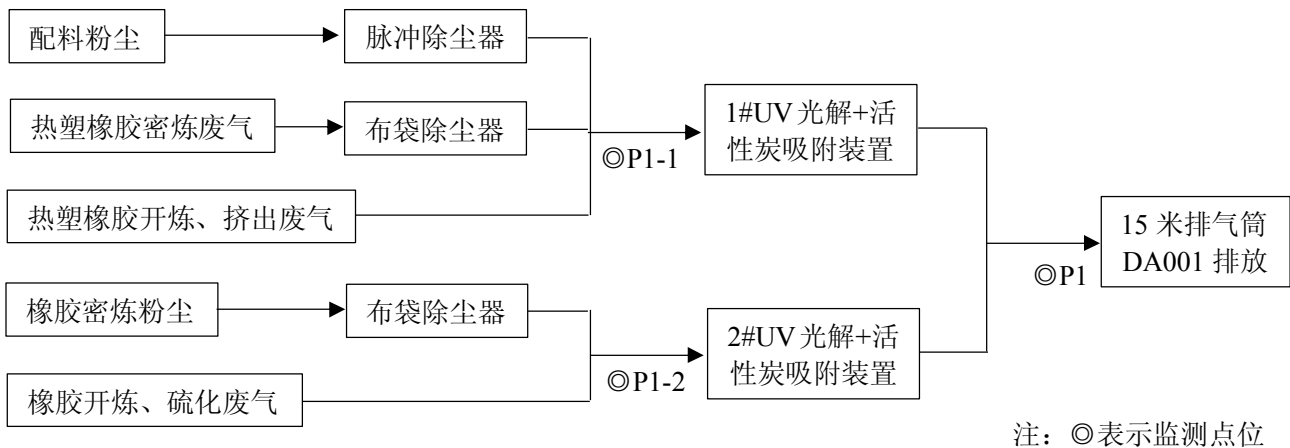 配料粉尘
脉冲除尘器
热塑橡胶密炼废气
布袋除尘器
1#UV光解+活
性炭吸附装置
◎P1-1
热塑橡胶开炼、挤出废气
15 米排气筒
DA001 排放
◎P1
橡胶密炼粉尘
布袋除尘器
2#UV光解+活
性炭吸附装置
◎P1-2
橡胶开炼、硫化废气
注：◎表示监测点位